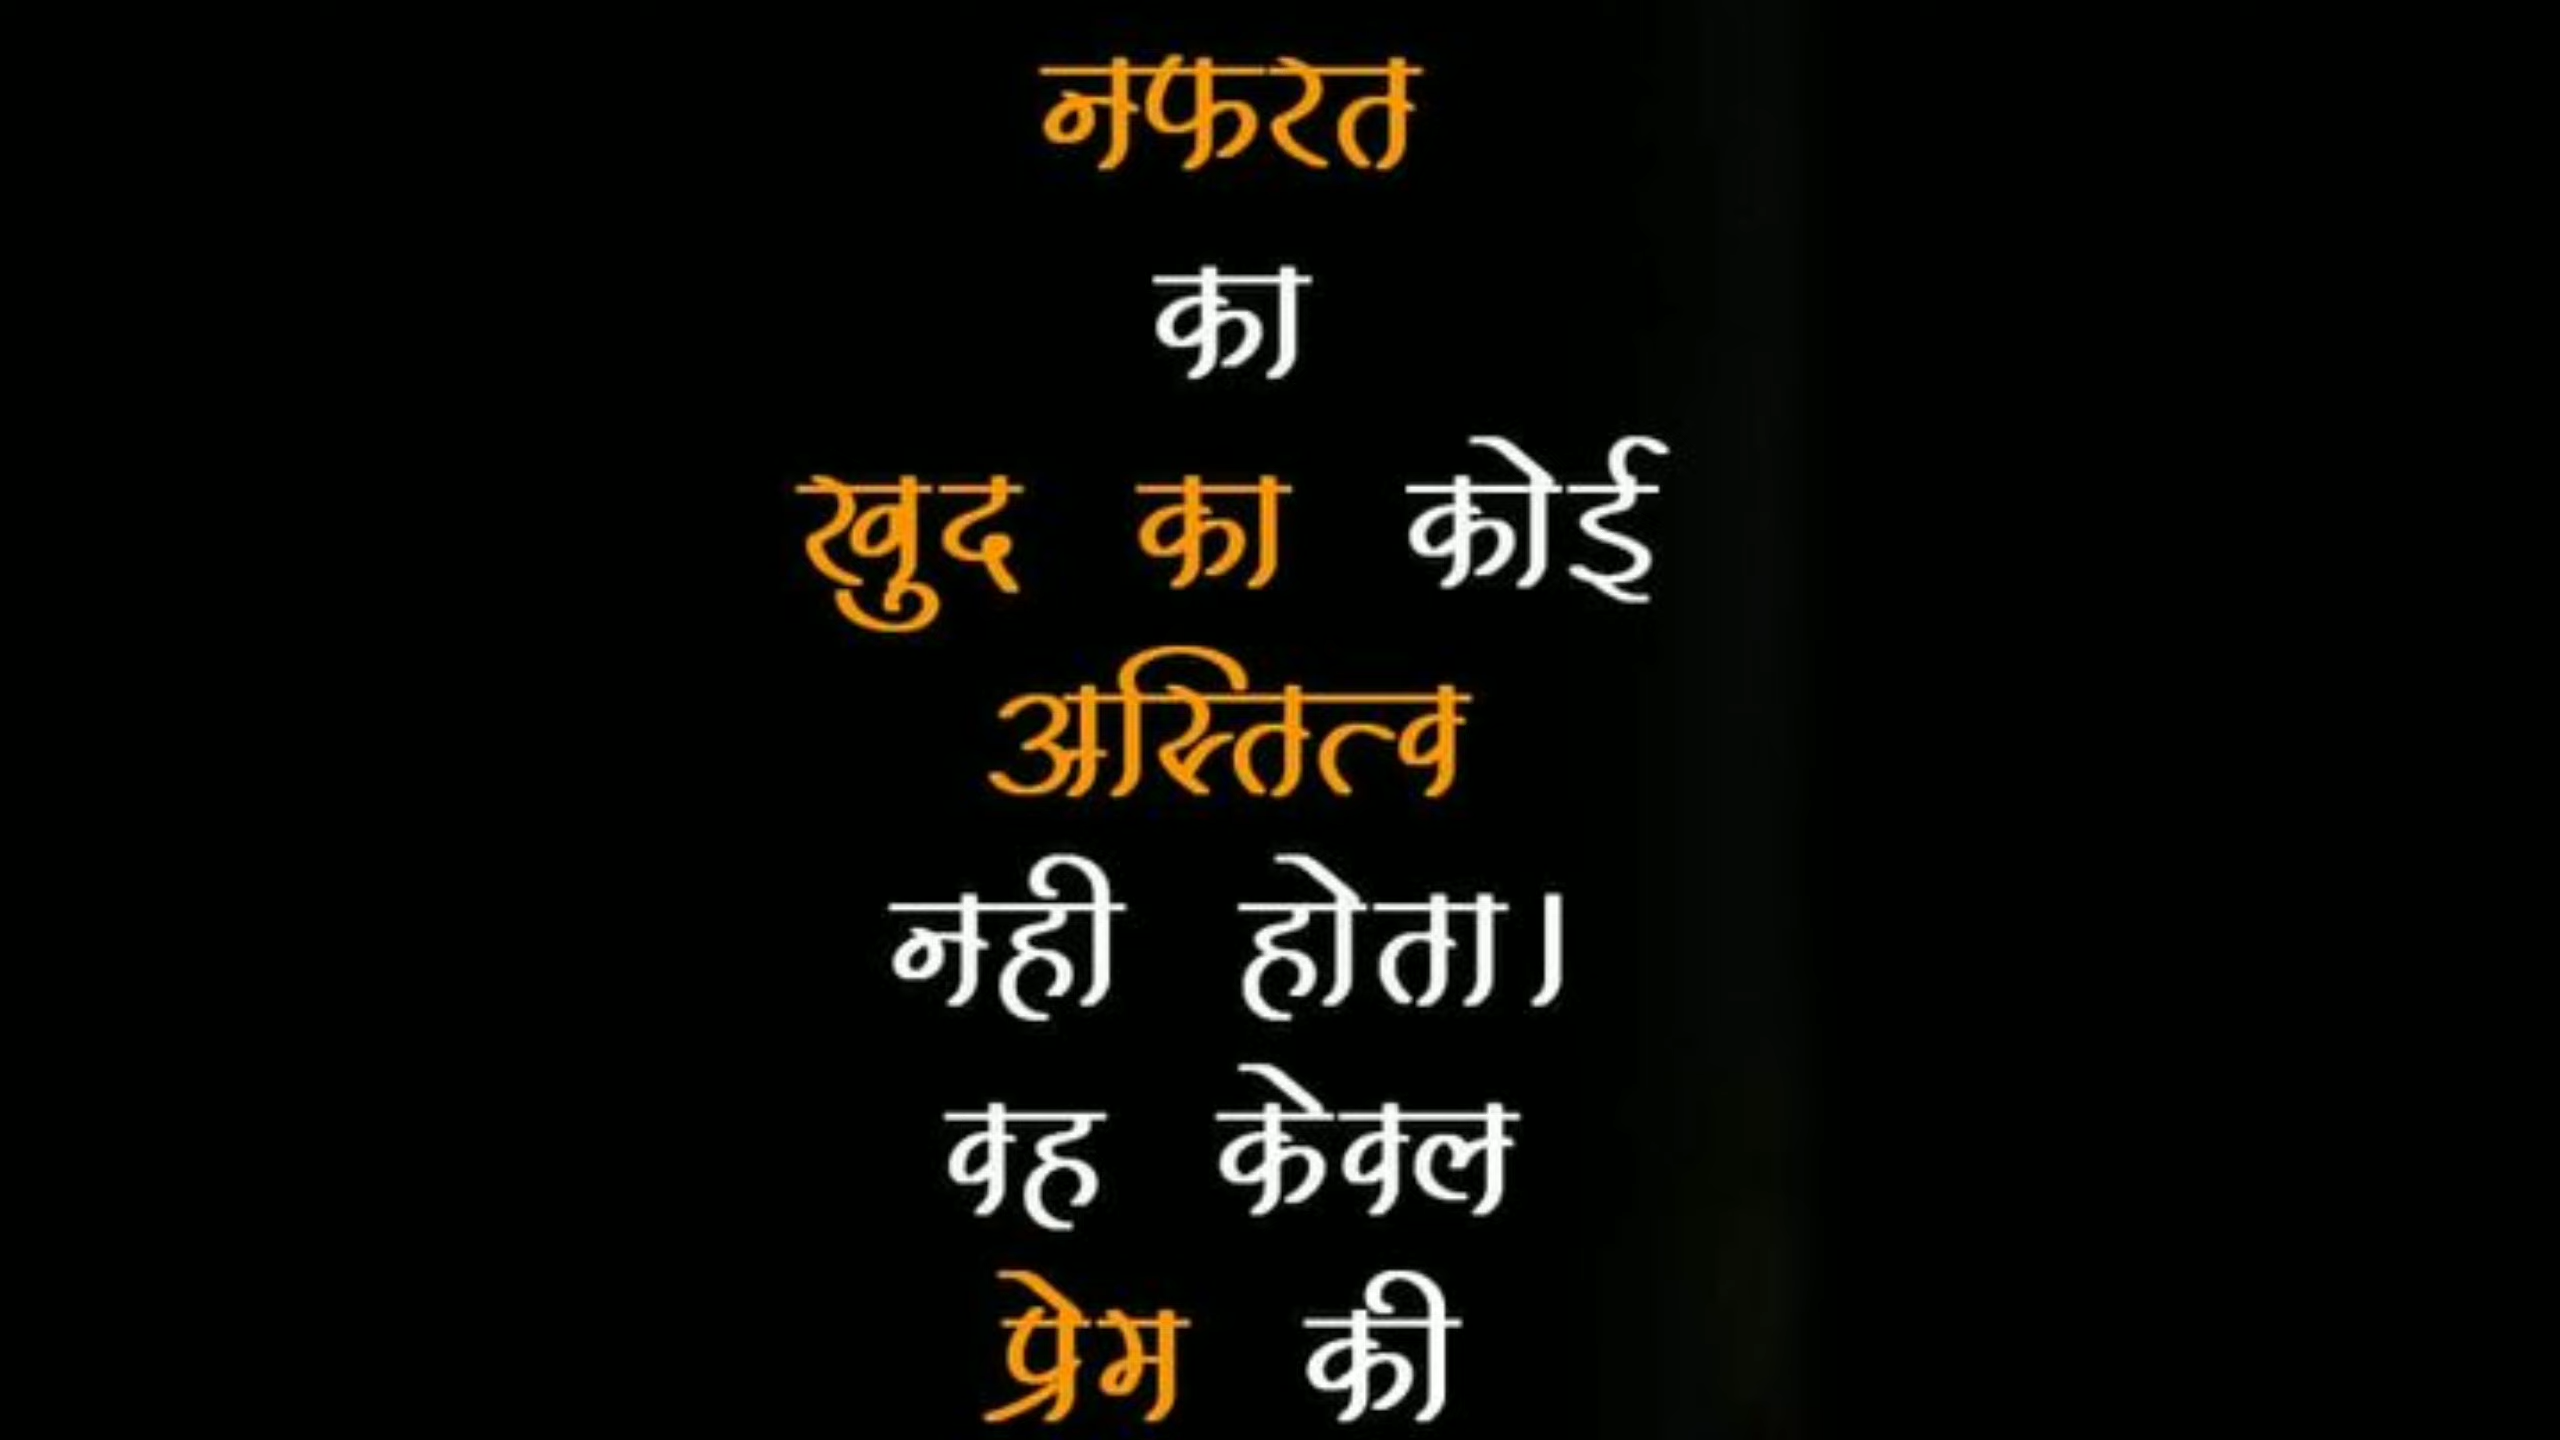 नफरत
का
खुद का कोई
अस्तित्व
नही होता।
वह केवल
प्रेम की